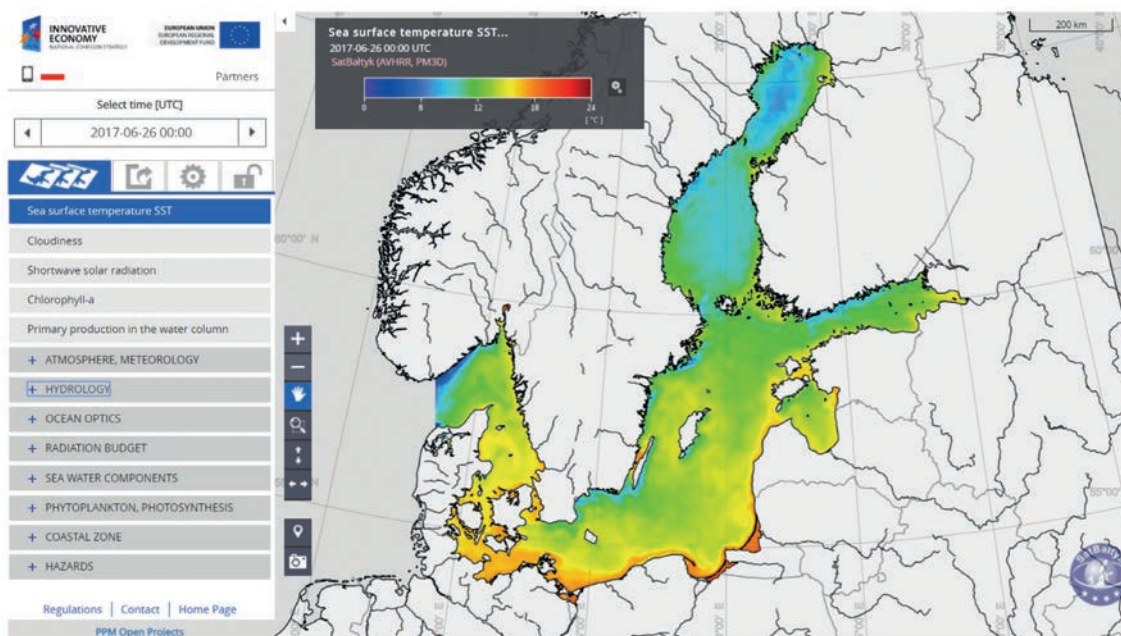 INNOVATIVE
ECONOMY
NATIONAL COHESION STRATEGY
EUROPEAN UNION
EUROPEAN REGIONAL
DEVELOPMENT FUND
Partners
Select time [UTC]
2017-06-26 00:00
Sea surface temperature SST
Cloudiness
Shortwave solar radiation
Chlorophyll-a
Primary production in the water column
+ ATMOSPHERE, METEOROLOGY
+ HYDROLOGY
+ OCEAN OPTICS
+ RADIATION BUDGET
+ SEA WATER COMPONENTS
+ PHYTOPLANKTON, PHOTOSYNTHESIS
+ COASTAL ZONE
+ HAZARDS
Regulations | Contact | Home Page
PPM Open Projects
Sea surface temperature SST...
2017-06-26 00:00 UTC
SatBałtyk (AVHRR, PM3D)
0 6 12 18 24
[°C]
200 km
60°00' N
60°00'
55°00'
SatBałtyk